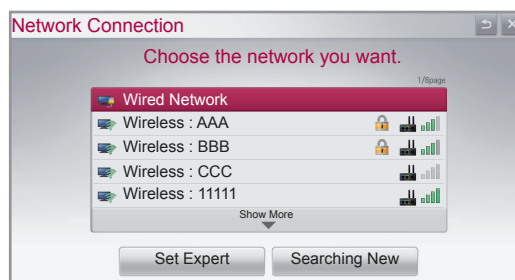 Network Connection
Choose the network you want.
1/8page
Wired Network
Wireless : AAA
Wireless : BBB
Wireless : CCC
Wireless : 11111
Show More
Set Expert
Searching New